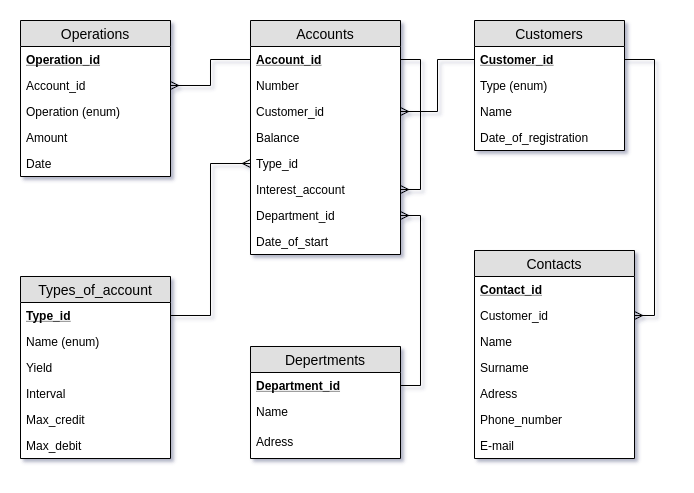 Operations
Operation_id
Account_id
Operation (enum)
Amount
Date
Accounts
Account_id
Number
Customer_id
Balance
Type_id
Interest_account
Department_id
Date_of_start
Customers
Customer_id
Type (enum)
Name
Date_of_registration
Types_of_account
Type_id
Name (enum)
Yield
Interval
Max_credit
Max_debit
Depertments
Department_id
Name
Adress
Contacts
Contact_id
Customer_id
Name
Surname
Adress
Phone_number
E-mail